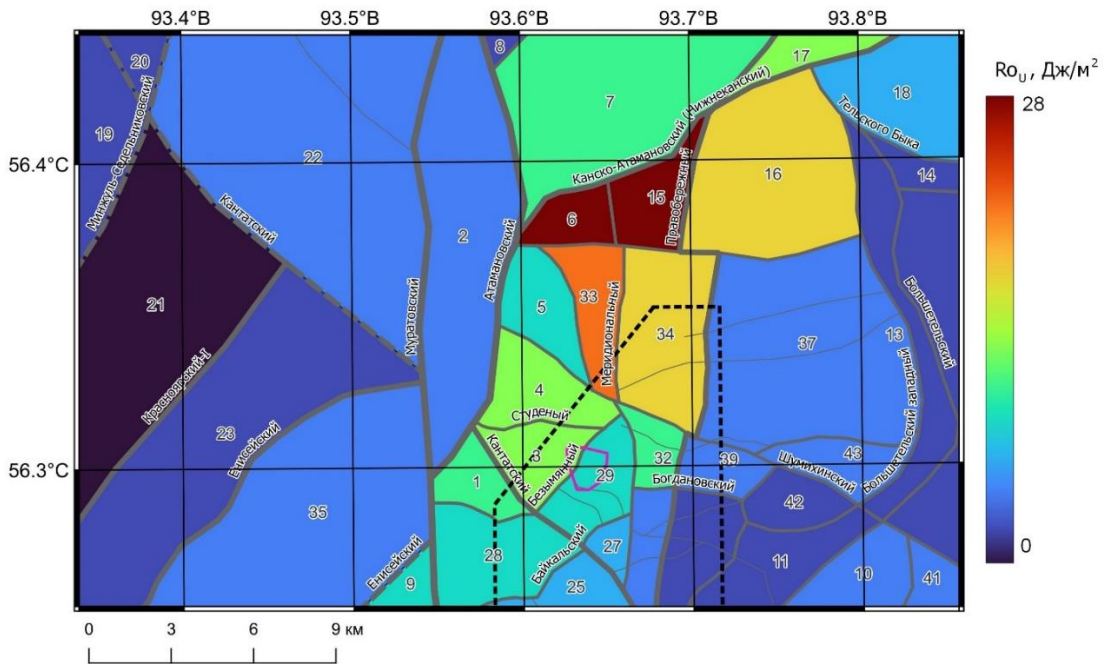 93.4°В 93.5°В 93.6°В 93.7°В 93.8°В
56.4°С
56.3°С
Ro_U , Дж/м²
28
0
20
8
17
18
7
19
22
14
16
15
6
2
21
5
33
34
37
13
4
23
3
32
39
43
1
29
42
35
28
27
11
9
25
10
41
Минжуль-Седельниковский
Кантатский
Муратовский
Атамановский
Канско-Атамановский (Нижнеканский)
Правобережный
Тельского Быка
Меридиональный
Большетельский
Большетельский западный
Красноярский-I
Енисейский
Студеный
Кантатский
Безымянный
Богдановский
Шумихинский
Енисейский
Байкальский
0 3 6 9 км